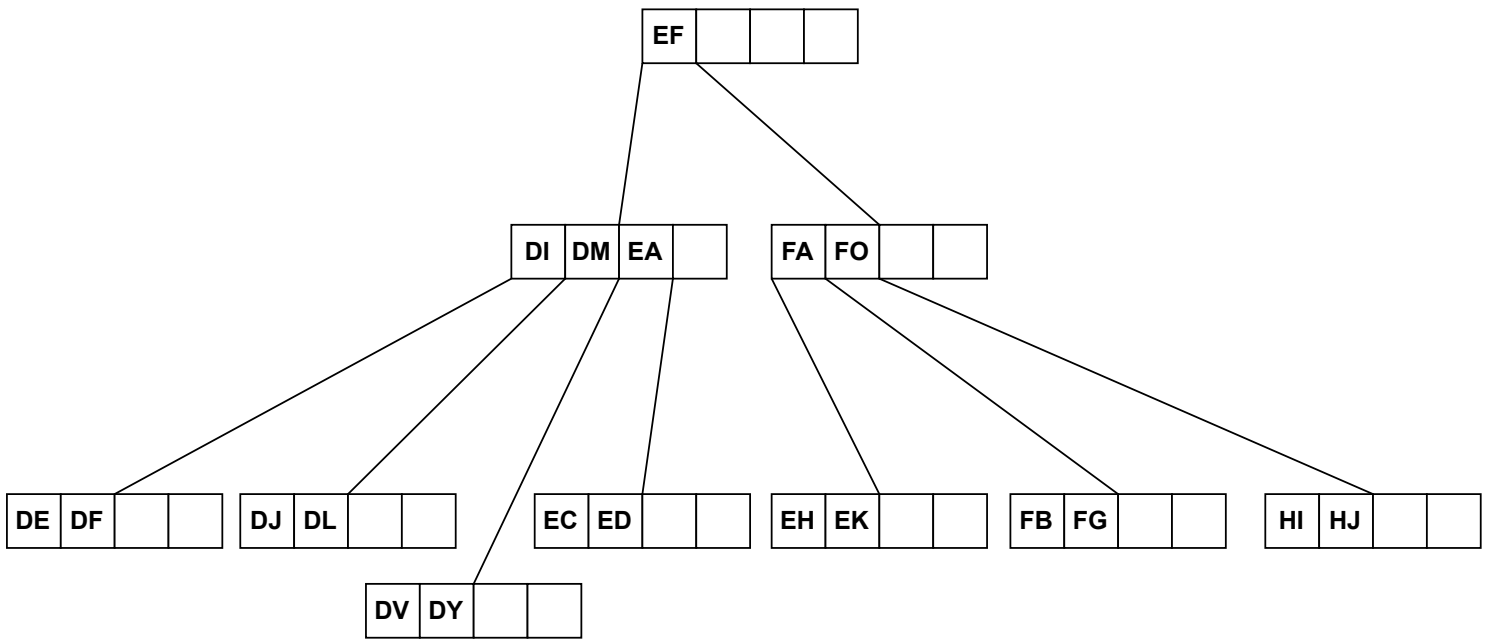 EF
DI DM EA
FA FO
DE DF
DJ DL
EC ED
EH EK
FB FG
HI HJ
DV DY